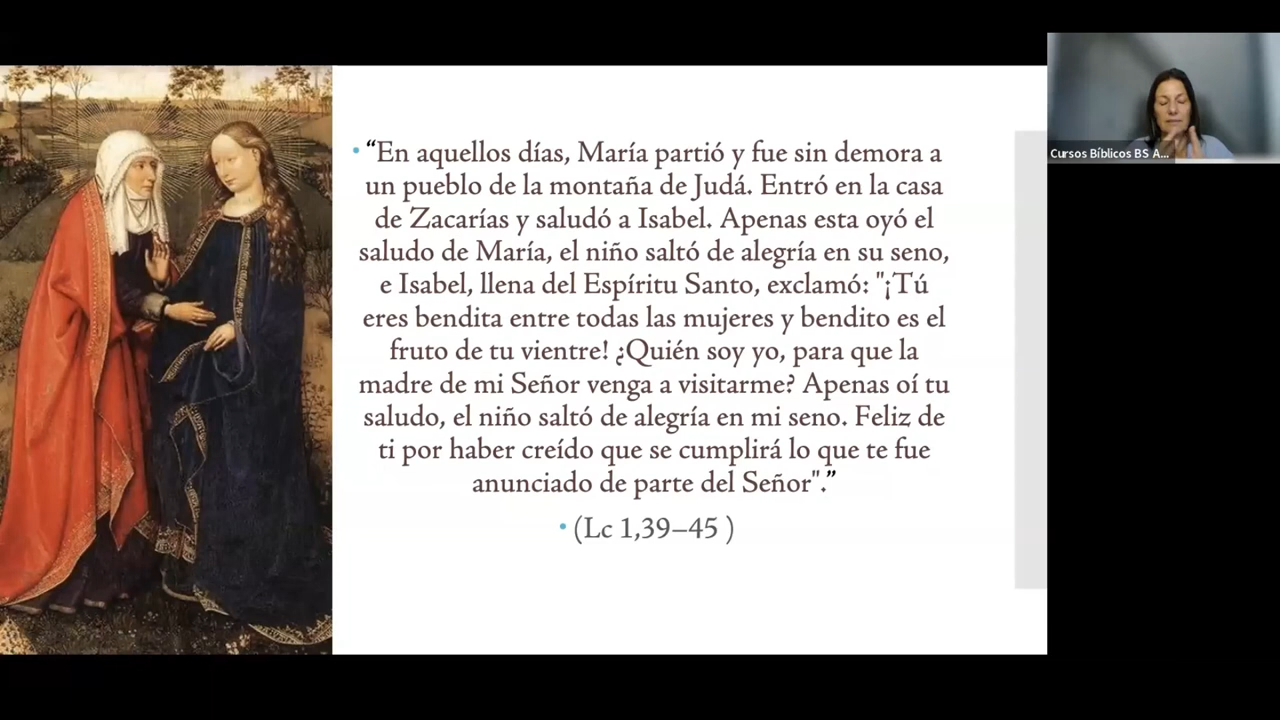 • “En aquellos días, María partió y fue sin demora a
un pueblo de la montaña de Judá. Entró en la casa
de Zacarías y saludó a Isabel. Apenas esta oyó el
saludo de María, el niño saltó de alegría en su seno,
e Isabel, llena del Espíritu Santo, exclamó: "¡Tú
eres bendita entre todas las mujeres y bendito es el
fruto de tu vientre! ¿Quién soy yo, para que la
madre de mi Señor venga a visitarme? Apenas oí tu
saludo, el niño saltó de alegría en mi seno. Feliz de
ti por haber creído que se cumplirá lo que te fue
anunciado de parte del Señor".”
• (Lc 1,39–45 )
Cursos Bíblicos BS A...